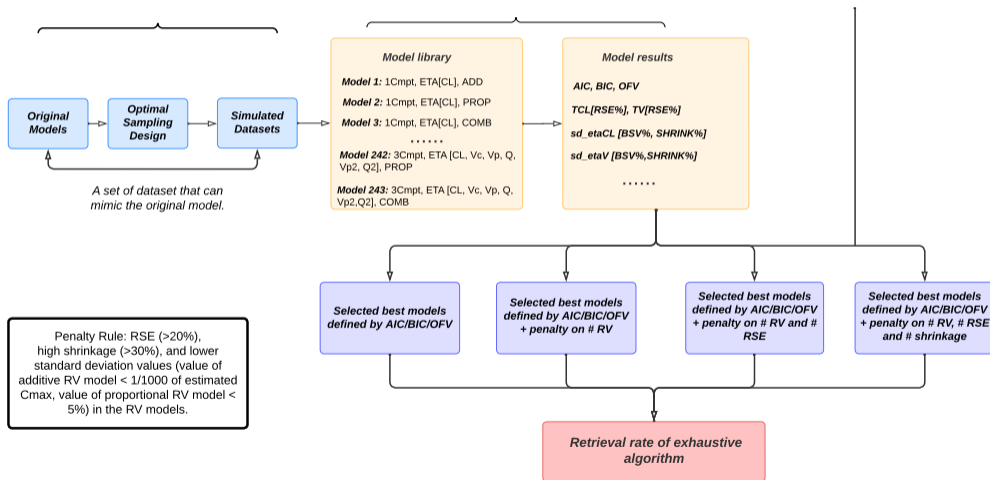 Original
Models
Optimal
Sampling
Design
Simulated
Datasets
A set of dataset that can
mimic the original model.
Model library
Model 1: 1Cmpt, ETA[CL], ADD
Model 2: 1Cmpt, ETA[CL], PROP
Model 3: 1Cmpt, ETA[CL], COMB
......
Model 242: 3Cmpt, ETA [CL, Vc, Vp, Q,
Vp2, Q2], PROP
Model 243: 3Cmpt, ETA [CL, Vc, Vp, Q,
Vp2,Q2], COMB
Model results
AIC, BIC, OFV
TCL[RSE%], TV[RSE%]
sd_etaCL [BSV%, SHRINK%]
sd_etaV [BSV%,SHRINK%]
......
Selected best models
defined by AIC/BIC/OFV
Selected best models
defined by AIC/BIC/OFV
+ penalty on # RV
Selected best models
defined by AIC/BIC/OFV
+ penalty on # RV and #
RSE
Selected best models
defined by AIC/BIC/OFV
+ penalty on # RV, # RSE
and # shrinkage
Penalty Rule: RSE (>20%),
high shrinkage (>30%), and lower
standard deviation values (value of
additive RV model < 1/1000 of estimated
Cmax, value of proportional RV model <
5%) in the RV models.
Retrieval rate of exhaustive
algorithm